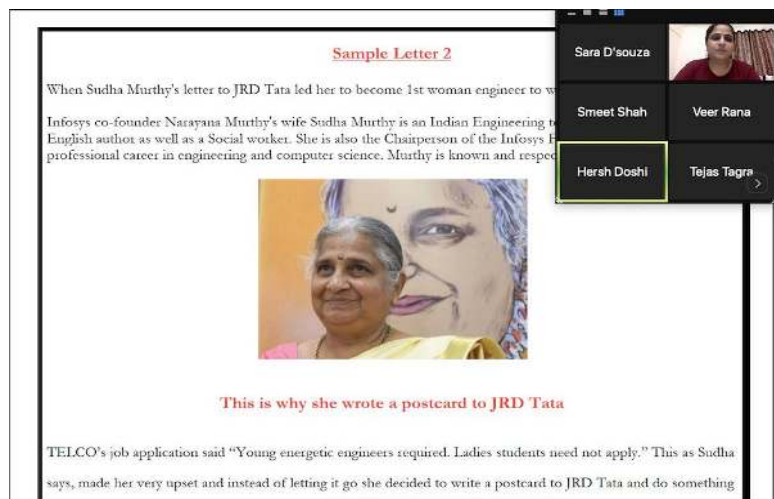 Sample Letter 2
When Sudha Murthy's letter to JRD Tata led her to become 1st woman engineer to
Infosys co-founder Narayana Murthy's wife Sudha Murthy is an Indian Engineering
English author as well as a Social worker. She is also the Chairperson of the Infosys
professional career in engineering and computer science. Murthy is known and
This is why she wrote a postcard to JRD Tata
TELCO's job application said “Young energetic engineers required. Ladies students need not apply.” This as Sudha
says, made her very upset and instead of letting it go she decided to write a postcard to JRD Tata and do something
Sara D'souza
Smeet Shah
Veer Rana
Hersh Doshi
Tejas Tagra